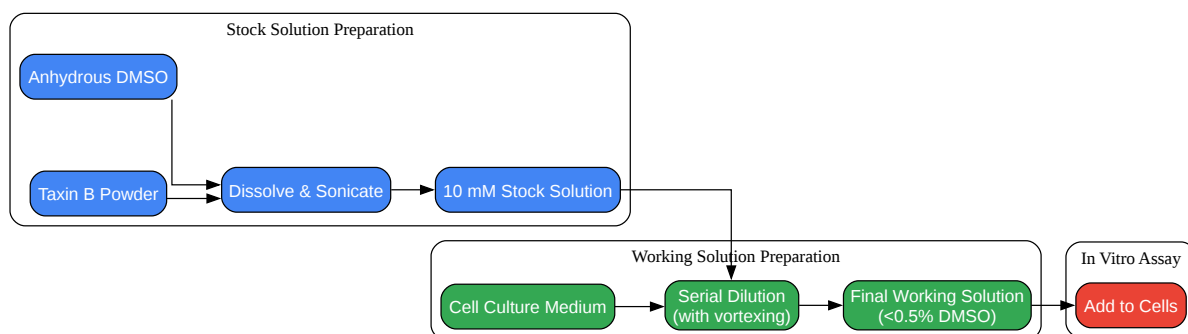 Stock Solution Preparation
Anhydrous DMSO
Taxin B Powder
Dissolve & Sonicate
10 mM Stock Solution
Working Solution Preparation
Cell Culture Medium
Serial Dilution
(with vortexing)
Final Working Solution
(<0.5% DMSO)
In Vitro Assay
Add to Cells